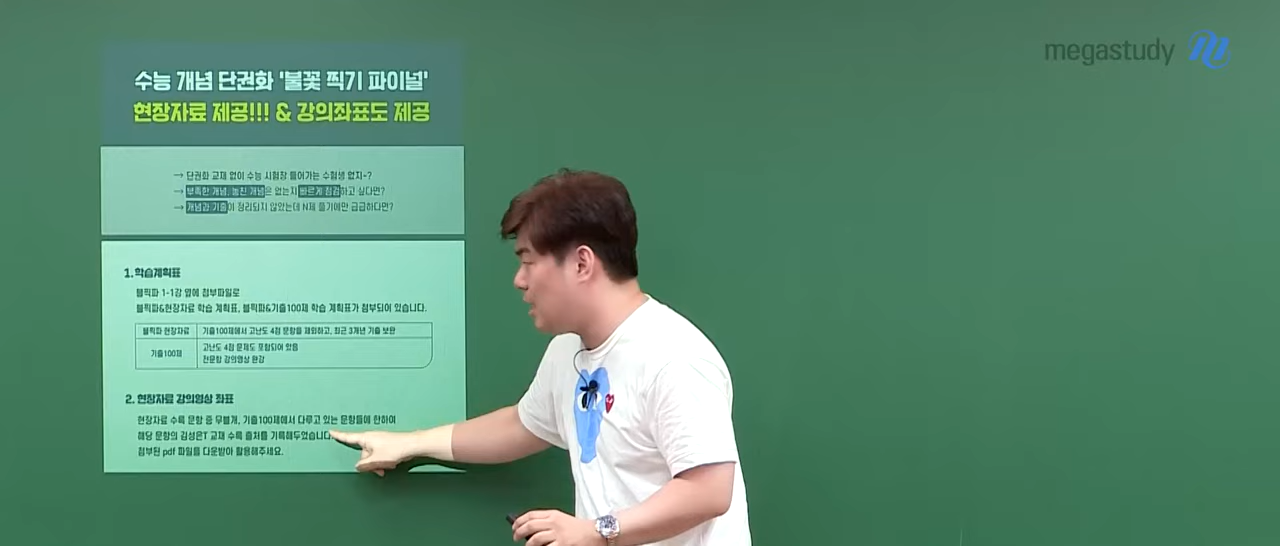 megastudy
수능 개념 단권화 '불꽃 찍기 파이널'
현장자료 제공!!! & 강의좌표도 제공
→ 단권화 교재 없이 수능 시험장 들어가는 수험생 없지~?
→ 부족한 개념, 놓친 개념은 없는지 빠르게 점검하고 싶다면?
→ 개념과 기출이 정리되지 않았는데 N제 풀기에만 급급하다면?
1. 학습계획표
불찍파 1-1강 옆에 첨부파일로
불찍파&현장자료 학습 계획표, 불찍파&기출100제 학습 계획표가 첨부되어 있습니다.
불찍파 현장자료 기출100제에서 고난도 4점 문항을 제외하고, 최근 3개년 기출 보완
기출100제 고난도 4점 문제도 포함되어 있음
전문항 강의영상 완강
2. 현장자료 강의영상 좌표
현장자료 수록 문항 중 무불개, 기출100제에서 다루고 있는 문항들에 한하여
해당 문항의 김성은T 교재 수록 출처를 기록해두었습니다.
첨부된 pdf 파일을 다운받아 활용해주세요.